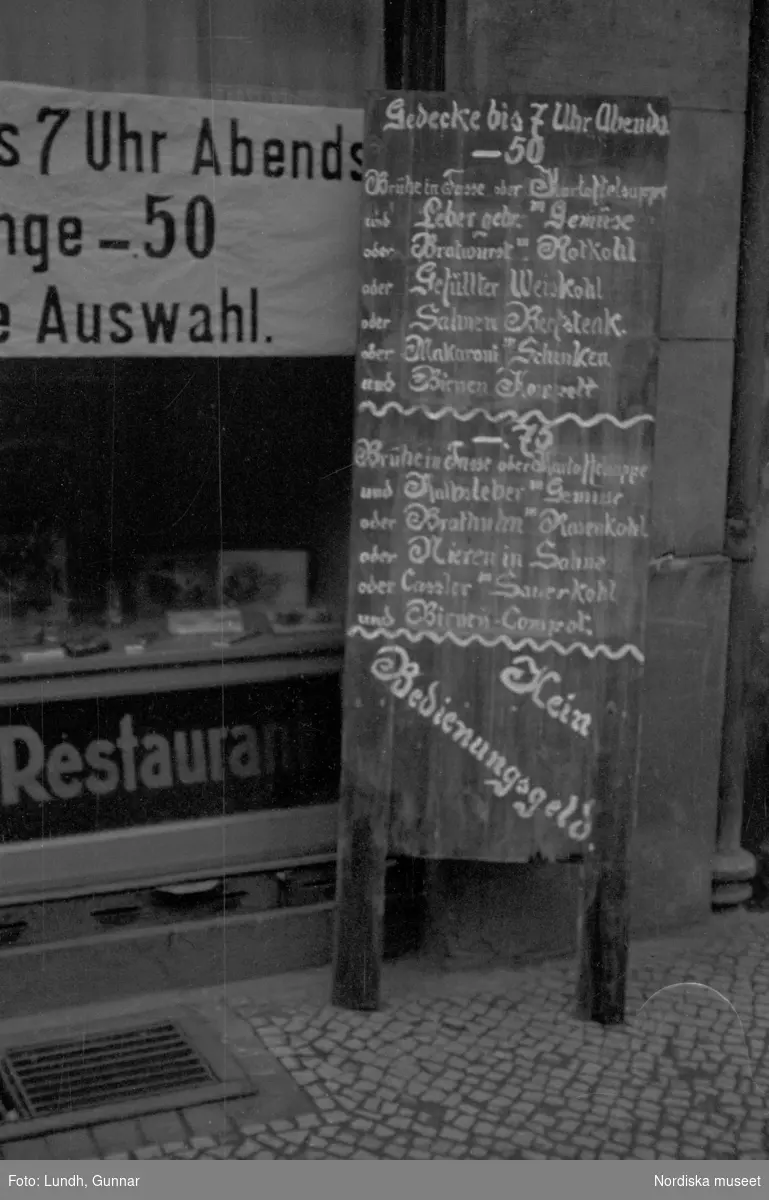 s 7 Uhr Abends
nge -.50
e Auswahl.
Restauran
Gedecke bis 7 Uhr Abends
-.50
Brühe in Tasse oder Kartoffelsuppe
und Leber gebr. m Gemüse
oder Bratwurst m Rotkohl
oder Gefüllter Weiskohl
oder Sahnen Beefsteak.
oder Makaroni m Schinken
und Birnen Kompott
-.75
Brühe in Tasse oder Kartoffelsuppe
und Kalbsleber m Gemüse
oder Brathuhn m Rosenkohl
oder Nieren in Sahne
oder Cassler m Sauerkohl
und Birnen-Compot.
Kein
Bedienungsgeld.
Foto: Lundh, Gunnar
Nordiska museet